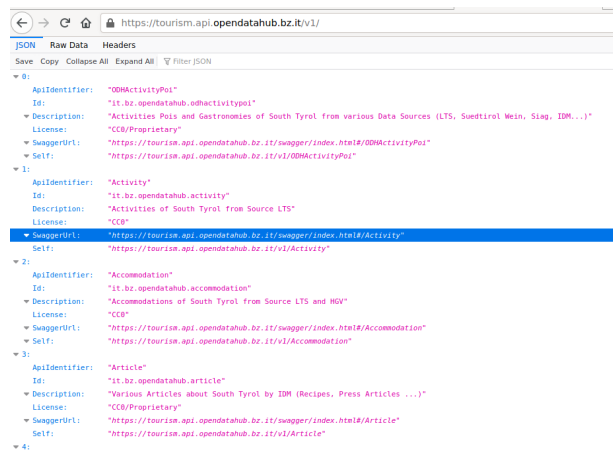 https://tourism.api.opendatahub.bz.it/v1/
JSON Raw Data Headers
Save Copy Collapse All Expand All Filter JSON
0:
ApiIdentifier: "ODHActivityPoi"
Id: "it.bz.opendatahub.odhactivitypoi"
Description: "Activities Pois and Gastronomies of South Tyrol from various Data Sources (LTS, Suedtirol Wein, Siag, IDM...)"
License: "CC0/Proprietary"
SwaggerUrl: "https://tourism.api.opendatahub.bz.it/swagger/index.html#/ODHActivityPoi"
Self: "https://tourism.api.opendatahub.bz.it/v1/ODHActivityPoi"
1:
ApiIdentifier: "Activity"
Id: "it.bz.opendatahub.activity"
Description: "Activities of South Tyrol from Source LTS"
License: "CC0"
SwaggerUrl: "https://tourism.api.opendatahub.bz.it/swagger/index.html#/Activity"
Self: "https://tourism.api.opendatahub.bz.it/v1/Activity"
2:
ApiIdentifier: "Accommodation"
Id: "it.bz.opendatahub.accommodation"
Description: "Accommodations of South Tyrol from Source LTS and HGV"
License: "CC0"
SwaggerUrl: "https://tourism.api.opendatahub.bz.it/swagger/index.html#/Accommodation"
Self: "https://tourism.api.opendatahub.bz.it/v1/Accommodation"
3:
ApiIdentifier: "Article"
Id: "it.bz.opendatahub.article"
Description: "Various Articles about South Tyrol by IDM (Recipes, Press Articles ...)"
License: "CC0/Proprietary"
SwaggerUrl: "https://tourism.api.opendatahub.bz.it/swagger/index.html#/Article"
Self: "https://tourism.api.opendatahub.bz.it/v1/Article"
4: